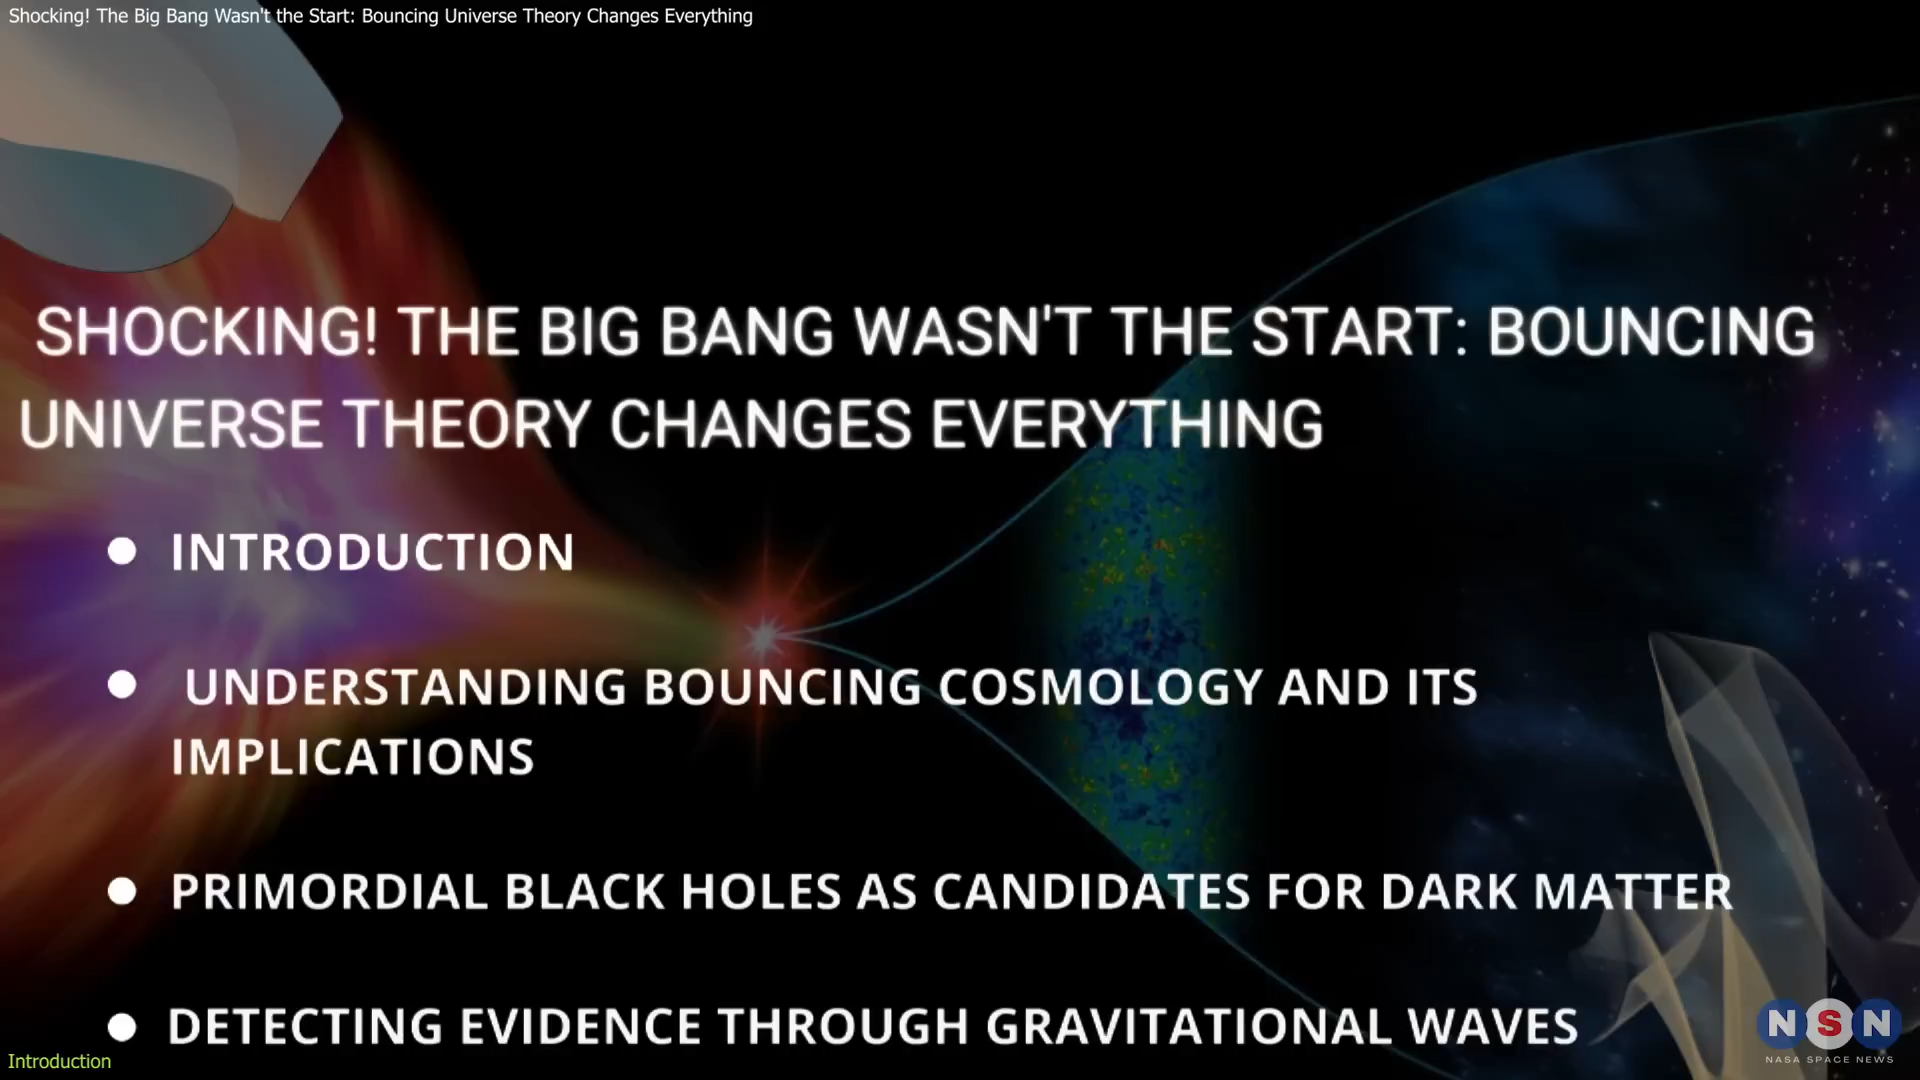 Shocking! The Big Bang Wasn't the Start: Bouncing Universe Theory Changes Everything
SHOCKING! THE BIG BANG WASN'T THE START: BOUNCING
UNIVERSE THEORY CHANGES EVERYTHING
● INTRODUCTION
● UNDERSTANDING BOUNCING COSMOLOGY AND ITS
IMPLICATIONS
● PRIMORDIAL BLACK HOLES AS CANDIDATES FOR DARK MATTER
● DETECTING EVIDENCE THROUGH GRAVITATIONAL WAVES
NSN
NASA SPACE NEWS
Introduction